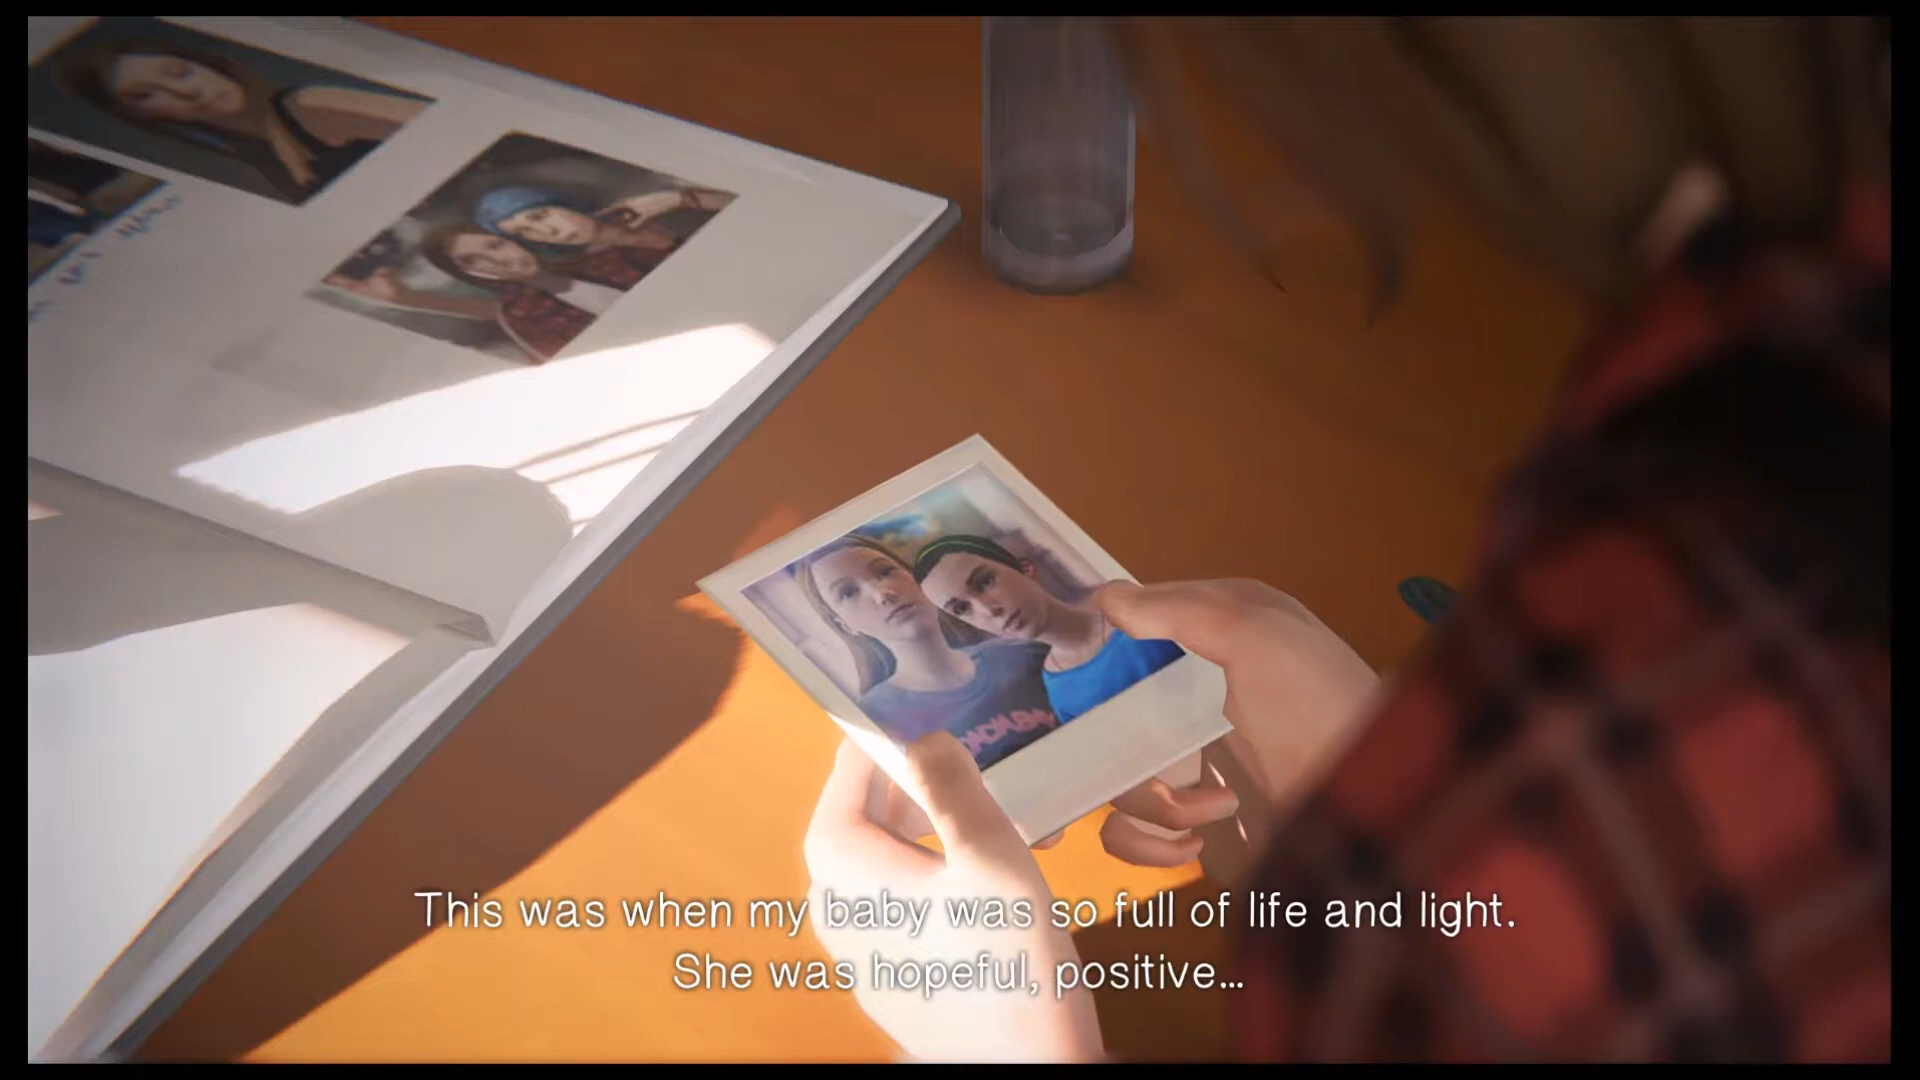 This was when my baby was so full of life and light.
She was hopeful, positive...